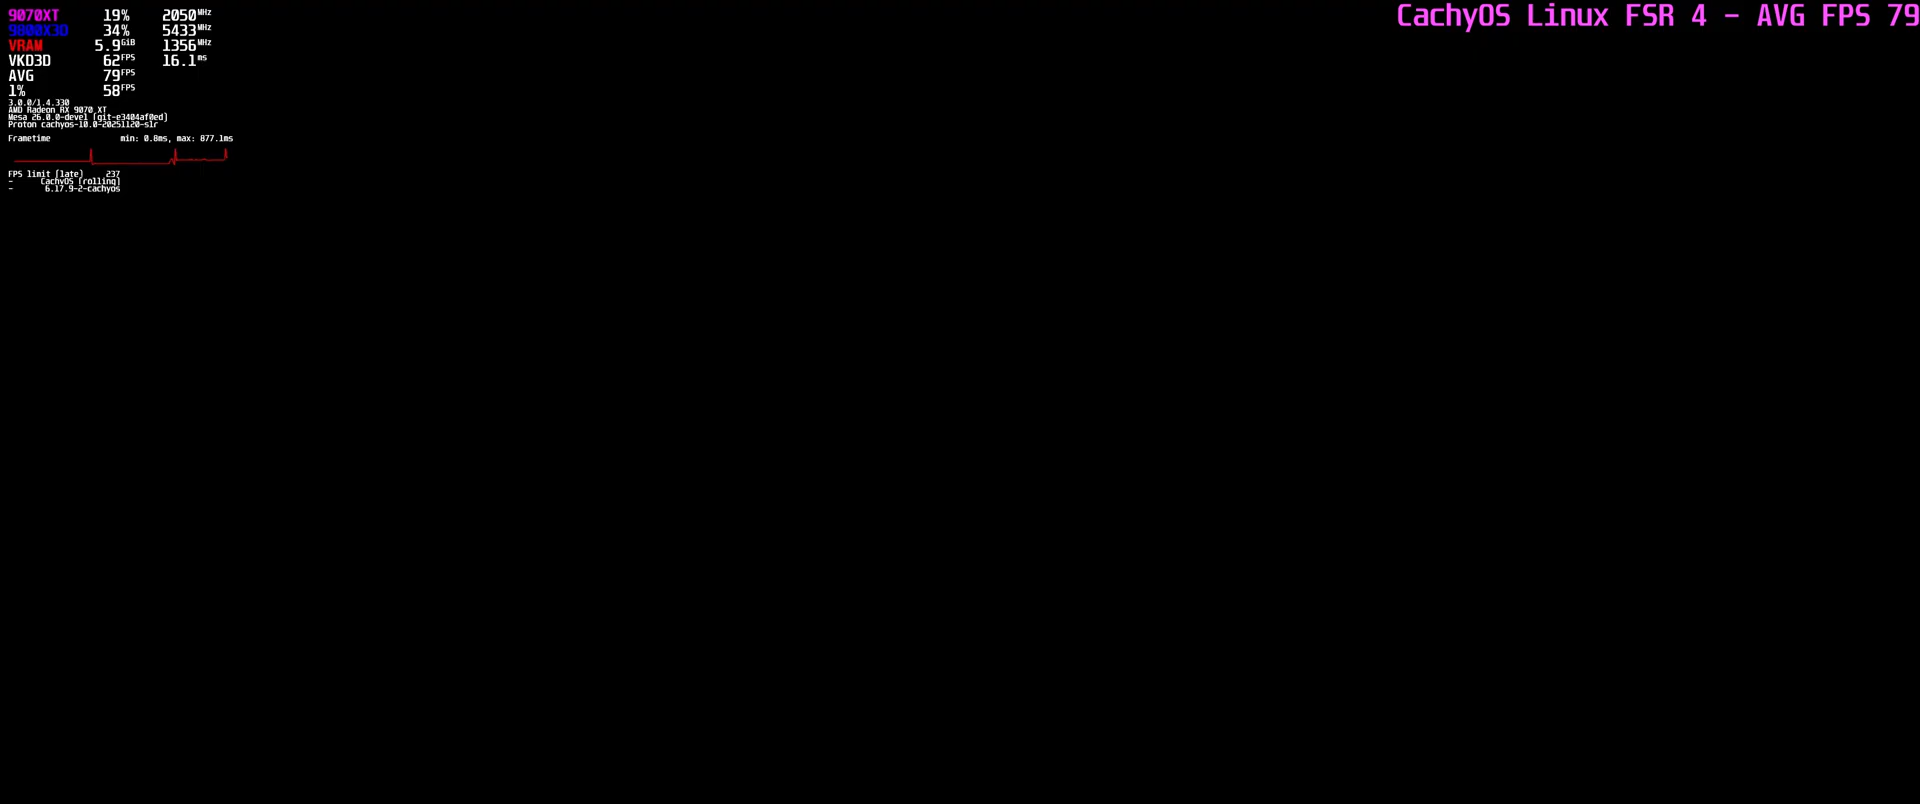 9070XT 19% 2050MHz
9800X3D 34% 5433MHz
VRAM 5.9GiB 1356MHz
VKD3D 62FPS 16.1ms
AVG 79FPS
1% 58FPS
3.0.0/1.4.330
AMD Radeon RX 9070 XT
Mesa 26.0.0-devel (git-e3404af0ed)
Proton cachyos-10.0-20251120-slr
Frametime min: 0.8ms, max: 877.1ms
FPS limit (late) 237
- CachyOS (rolling)
- 6.17.9-2-cachyos
CachyOS Linux FSR 4 - AVG FPS 79